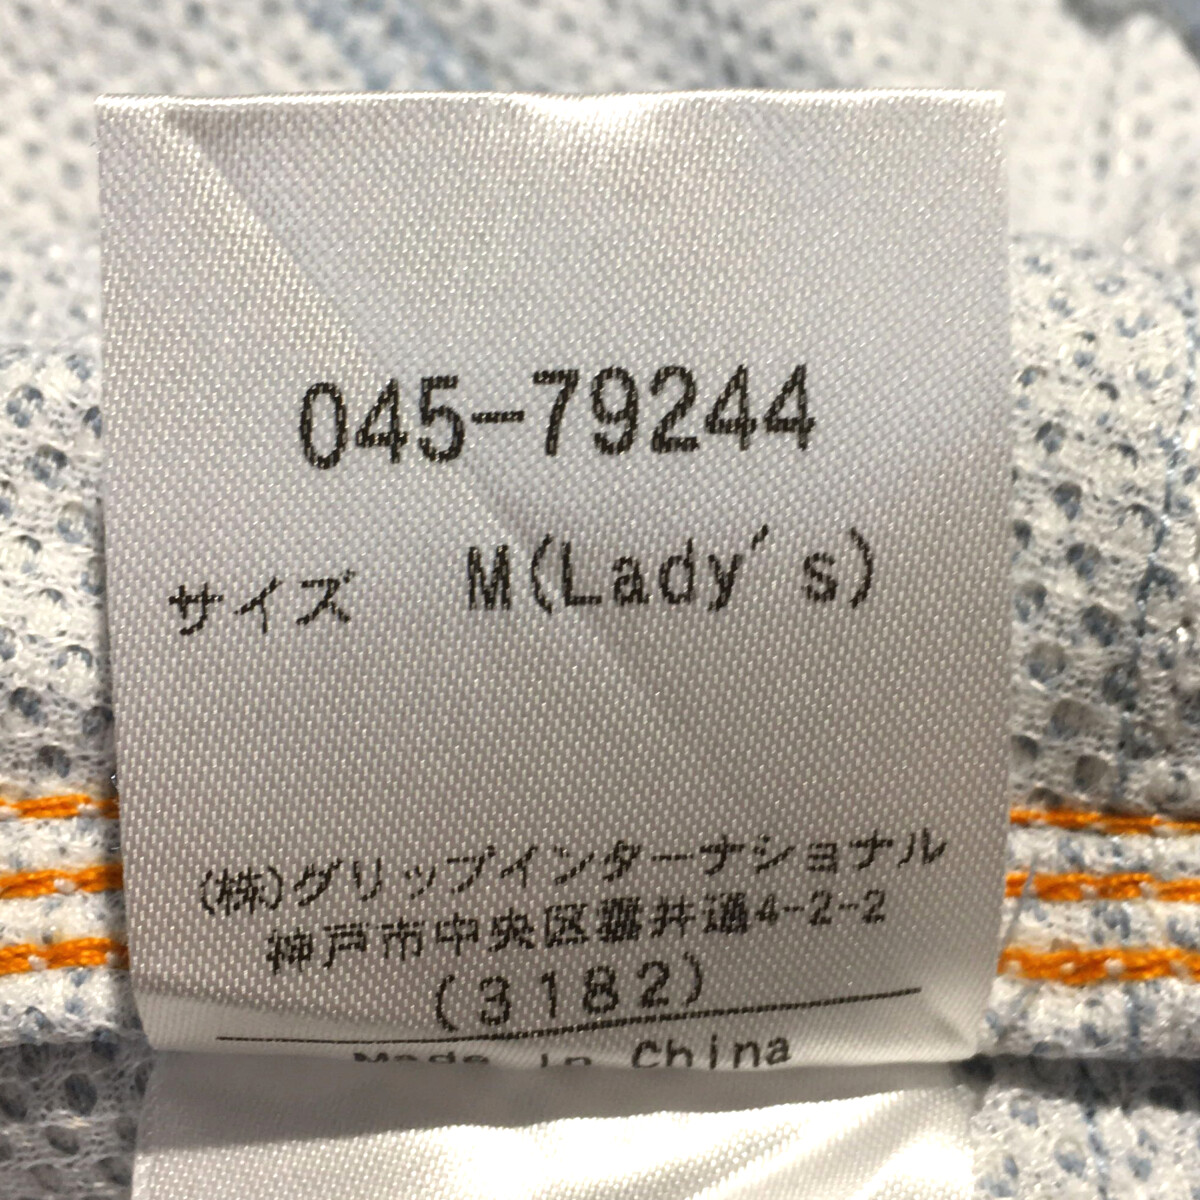 045-79244
サイズ M(Lady's)
(株)グリップインターナショナル
神戸市中央区雲井通4-2-2
(3182)
Made in China